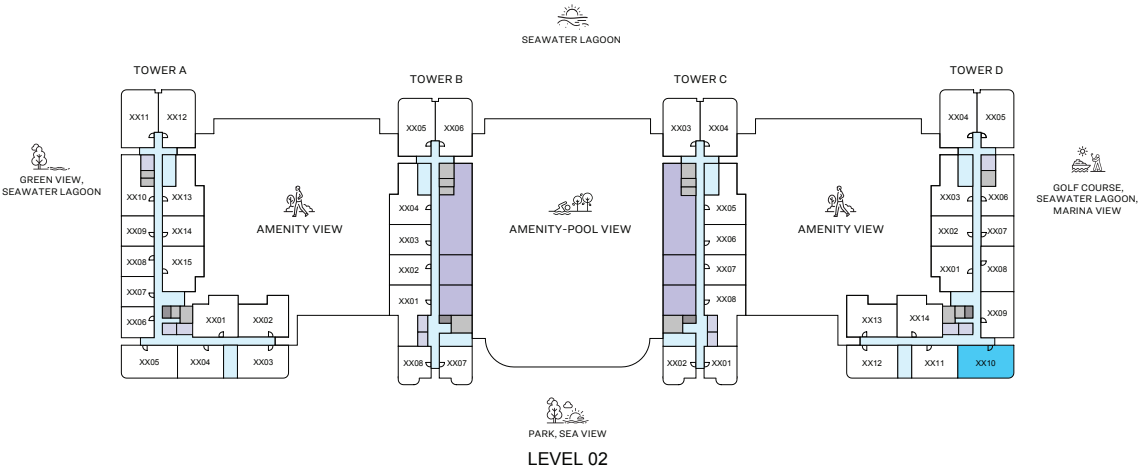 SEAWATER LAGOON
TOWER A
TOWER B
TOWER C
TOWER D
XX11
XX12
XX05
XX06
XX03
XX04
XX04
XX05
GREEN VIEW,
SEAWATER LAGOON
GOLF COURSE,
SEAWATER LAGOON,
MARINA VIEW
XX10
XX13
XX04
XX05
XX03
XX06
AMENITY VIEW
AMENITY-POOL VIEW
AMENITY VIEW
XX09
XX14
XX03
XX06
XX02
XX07
XX08
XX15
XX02
XX07
XX01
XX08
XX07
XX01
XX08
XX06
XX01
XX02
XX13
XX14
XX09
XX05
XX04
XX03
XX08
XX07
XX02
XX01
XX12
XX11
XX10
PARK, SEA VIEW
LEVEL 02